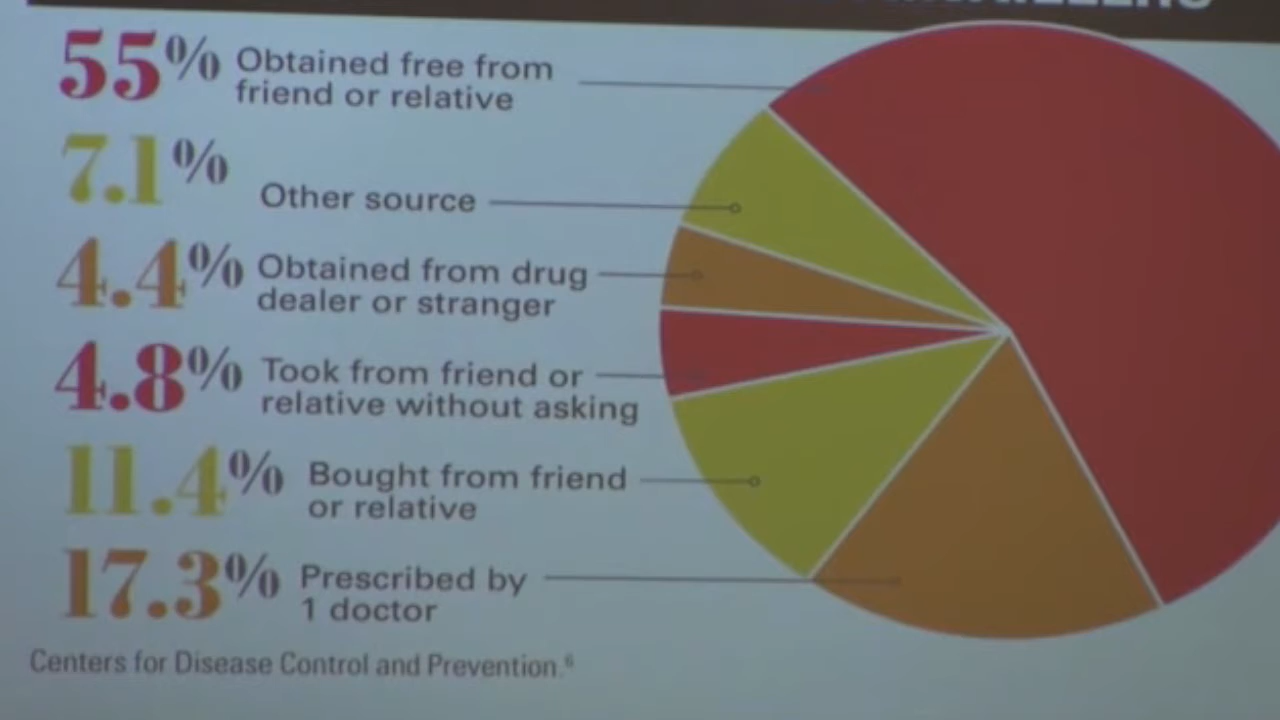 55% Obtained free from
friend or relative
7.1%
Other source
4.4% Obtained from drug
dealer or stranger
4.8% Took from friend or
relative without asking
11.4% Bought from friend
or relative
17.3% Prescribed by
1 doctor
Centers for Disease Control and Prevention.⁶